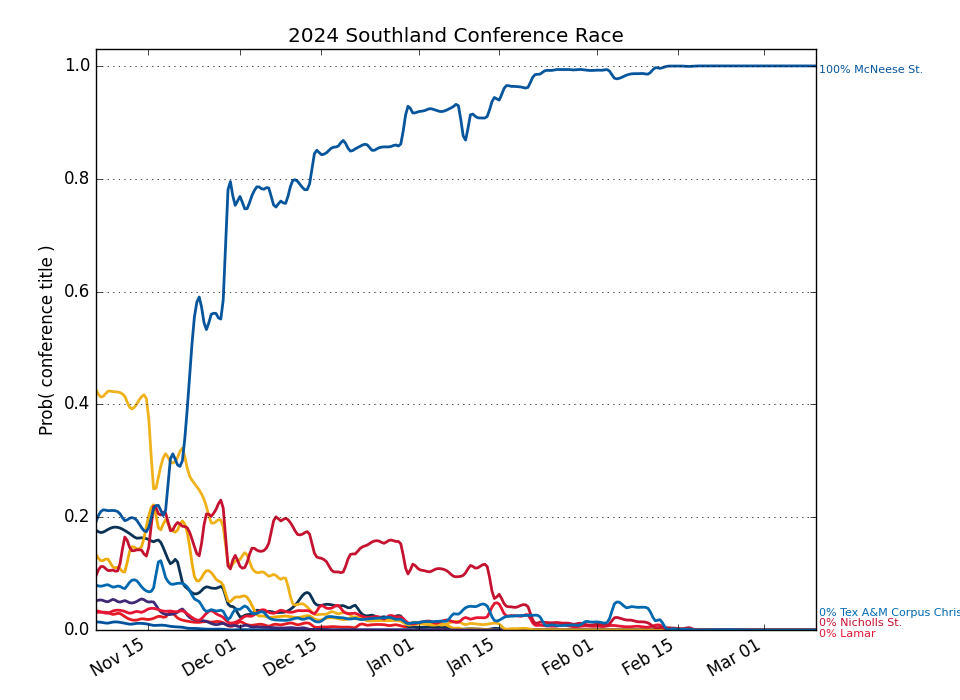 2024 Southland Conference Race
1.0
0.8
0.6
0.4
0.2
0.0
Prob( conference title )
100% McNeese St.
0% Tex A&M Corpus Chris
0% Nicholls St.
0% Lamar
Nov 15
Dec 01
Dec 15
Jan 01
Jan 15
Feb 01
Feb 15
Mar 01